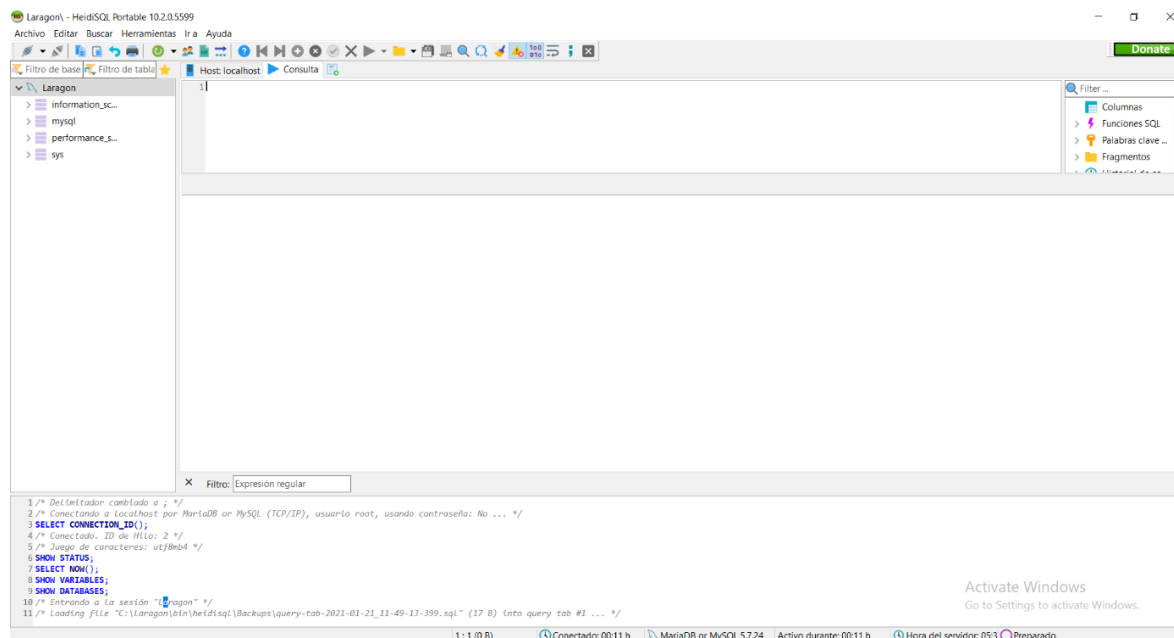 Laragon\ - HeidiSQL Portable 10.2.0.5599
Archivo Editar Buscar Herramientas Ir a Ayuda
Donate
Filtro de base Filtro de tabla Host: localhost Consulta
Laragon
information_sc...
mysql
performance_s...
sys
1
Filter ...
Columnas
Funciones SQL
Palabras clave ...
Fragmentos
Filtro: Expresión regular
1 /* Delimitador cambiado a ; */
2 /* Conectando a localhost por MariaDB or MySQL (TCP/IP), usuario root, usando contraseña: No ... */
3 SELECT CONNECTION_ID();
4 /* Conectado. ID de Hilo: 2 */
5 /* Juego de caracteres: utf8mb4 */
6 SHOW STATUS;
7 SELECT NOW();
8 SHOW VARIABLES;
9 SHOW DATABASES;
10 /* Entrando a la sesión "Laragon" */
11 /* Loading file "C:\laragon\bin\heidisql\Backups\query-tab-2021-01-21_11-49-13-399.sql" (17 B) into query tab #1 ... */
Activate Windows
Go to Settings to activate Windows.
1 : 1 (0 B) Conectado: 00:11 h MariaDB or MySQL 5.7.24 Activo durante: 00:11 h Hora del servidor: 05:3 Preparado.